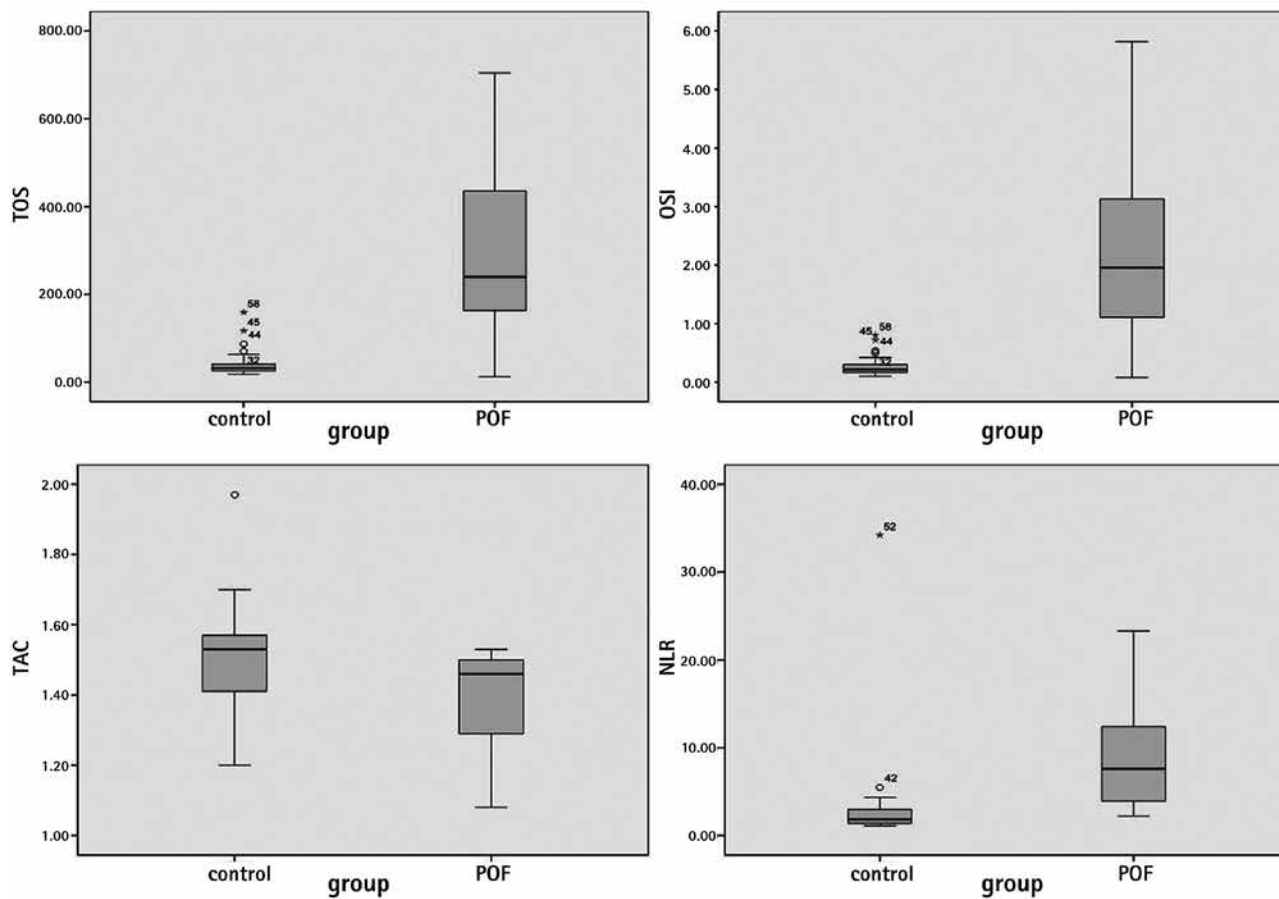 800.00
600.00
400.00
200.00
0.00
TOS
58
45
44
32
control
POF
group
6.00
5.00
4.00
3.00
2.00
1.00
0.00
OSI
45 58
44
32
control
POF
group
2.00
1.80
1.60
1.40
1.20
1.00
TAC
control
POF
group
40.00
30.00
20.00
10.00
0.00
NLR
52
42
control
POF
group